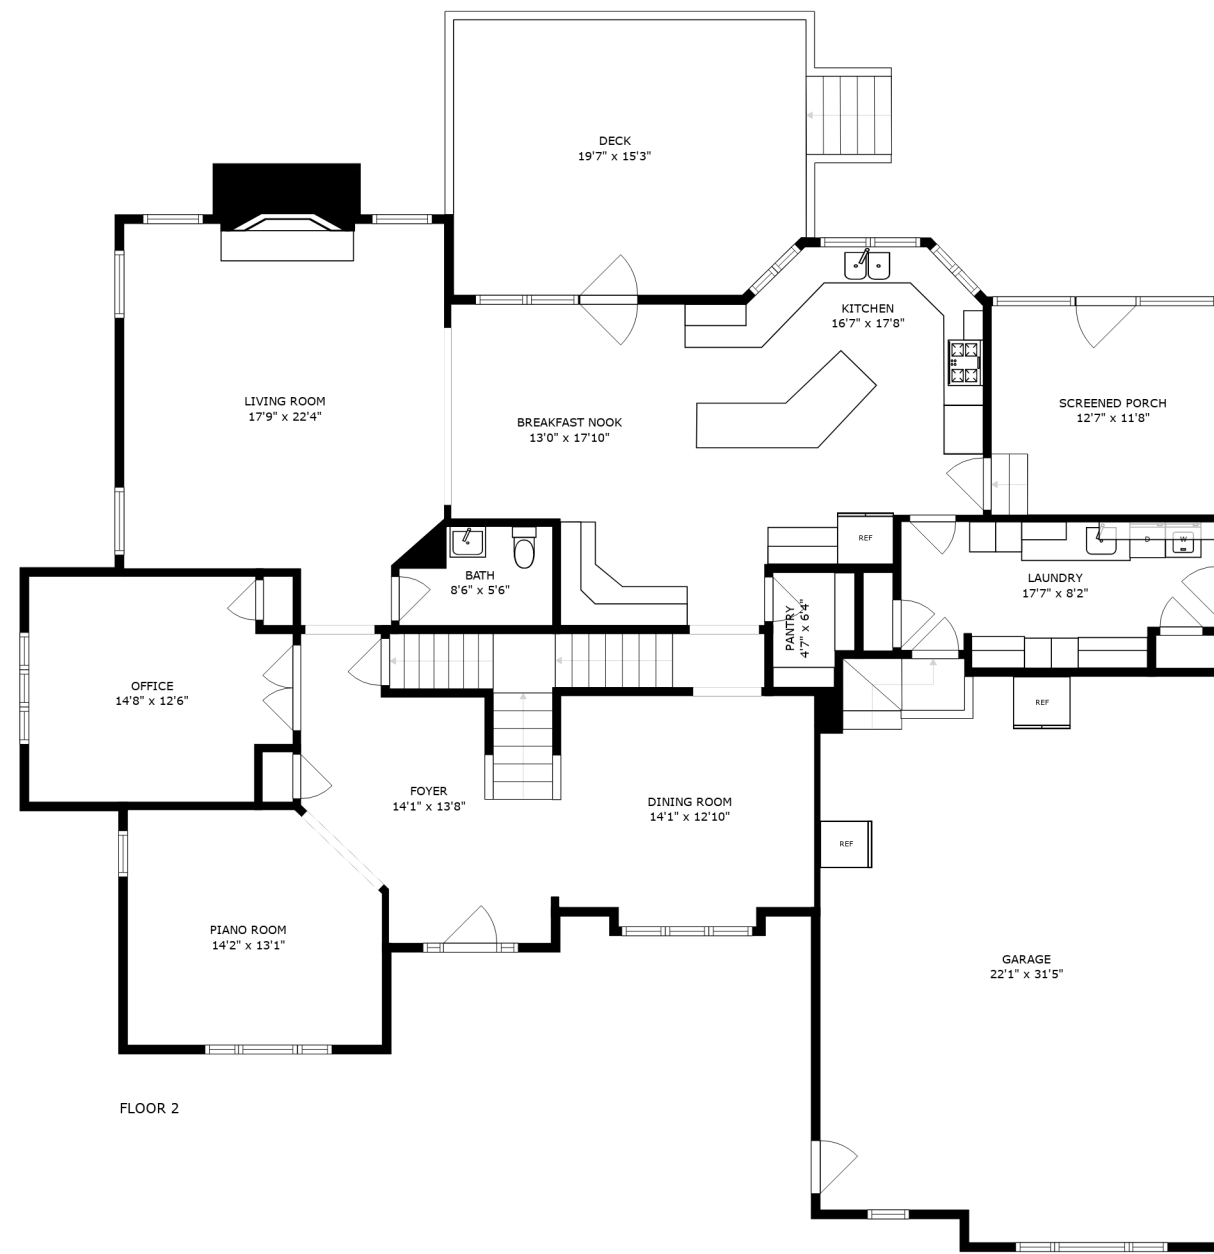 DECK
19'7" x 15'3"
KITCHEN
16'7" x 17'8"
LIVING ROOM
17'9" x 22'4"
SCREENED PORCH
12'7" x 11'8"
BREAKFAST NOOK
13'0" x 17'10"
REF
D
W
BATH
8'6" x 5'6"
LAUNDRY
17'7" x 8'2"
PANTRY
4'7" x 6'4"
OFFICE
14'8" x 12'6"
REF
FOYER
14'1" x 13'8"
DINING ROOM
14'1" x 12'10"
REF
PIANO ROOM
14'2" x 13'1"
GARAGE
22'1" x 31'5"
FLOOR 2